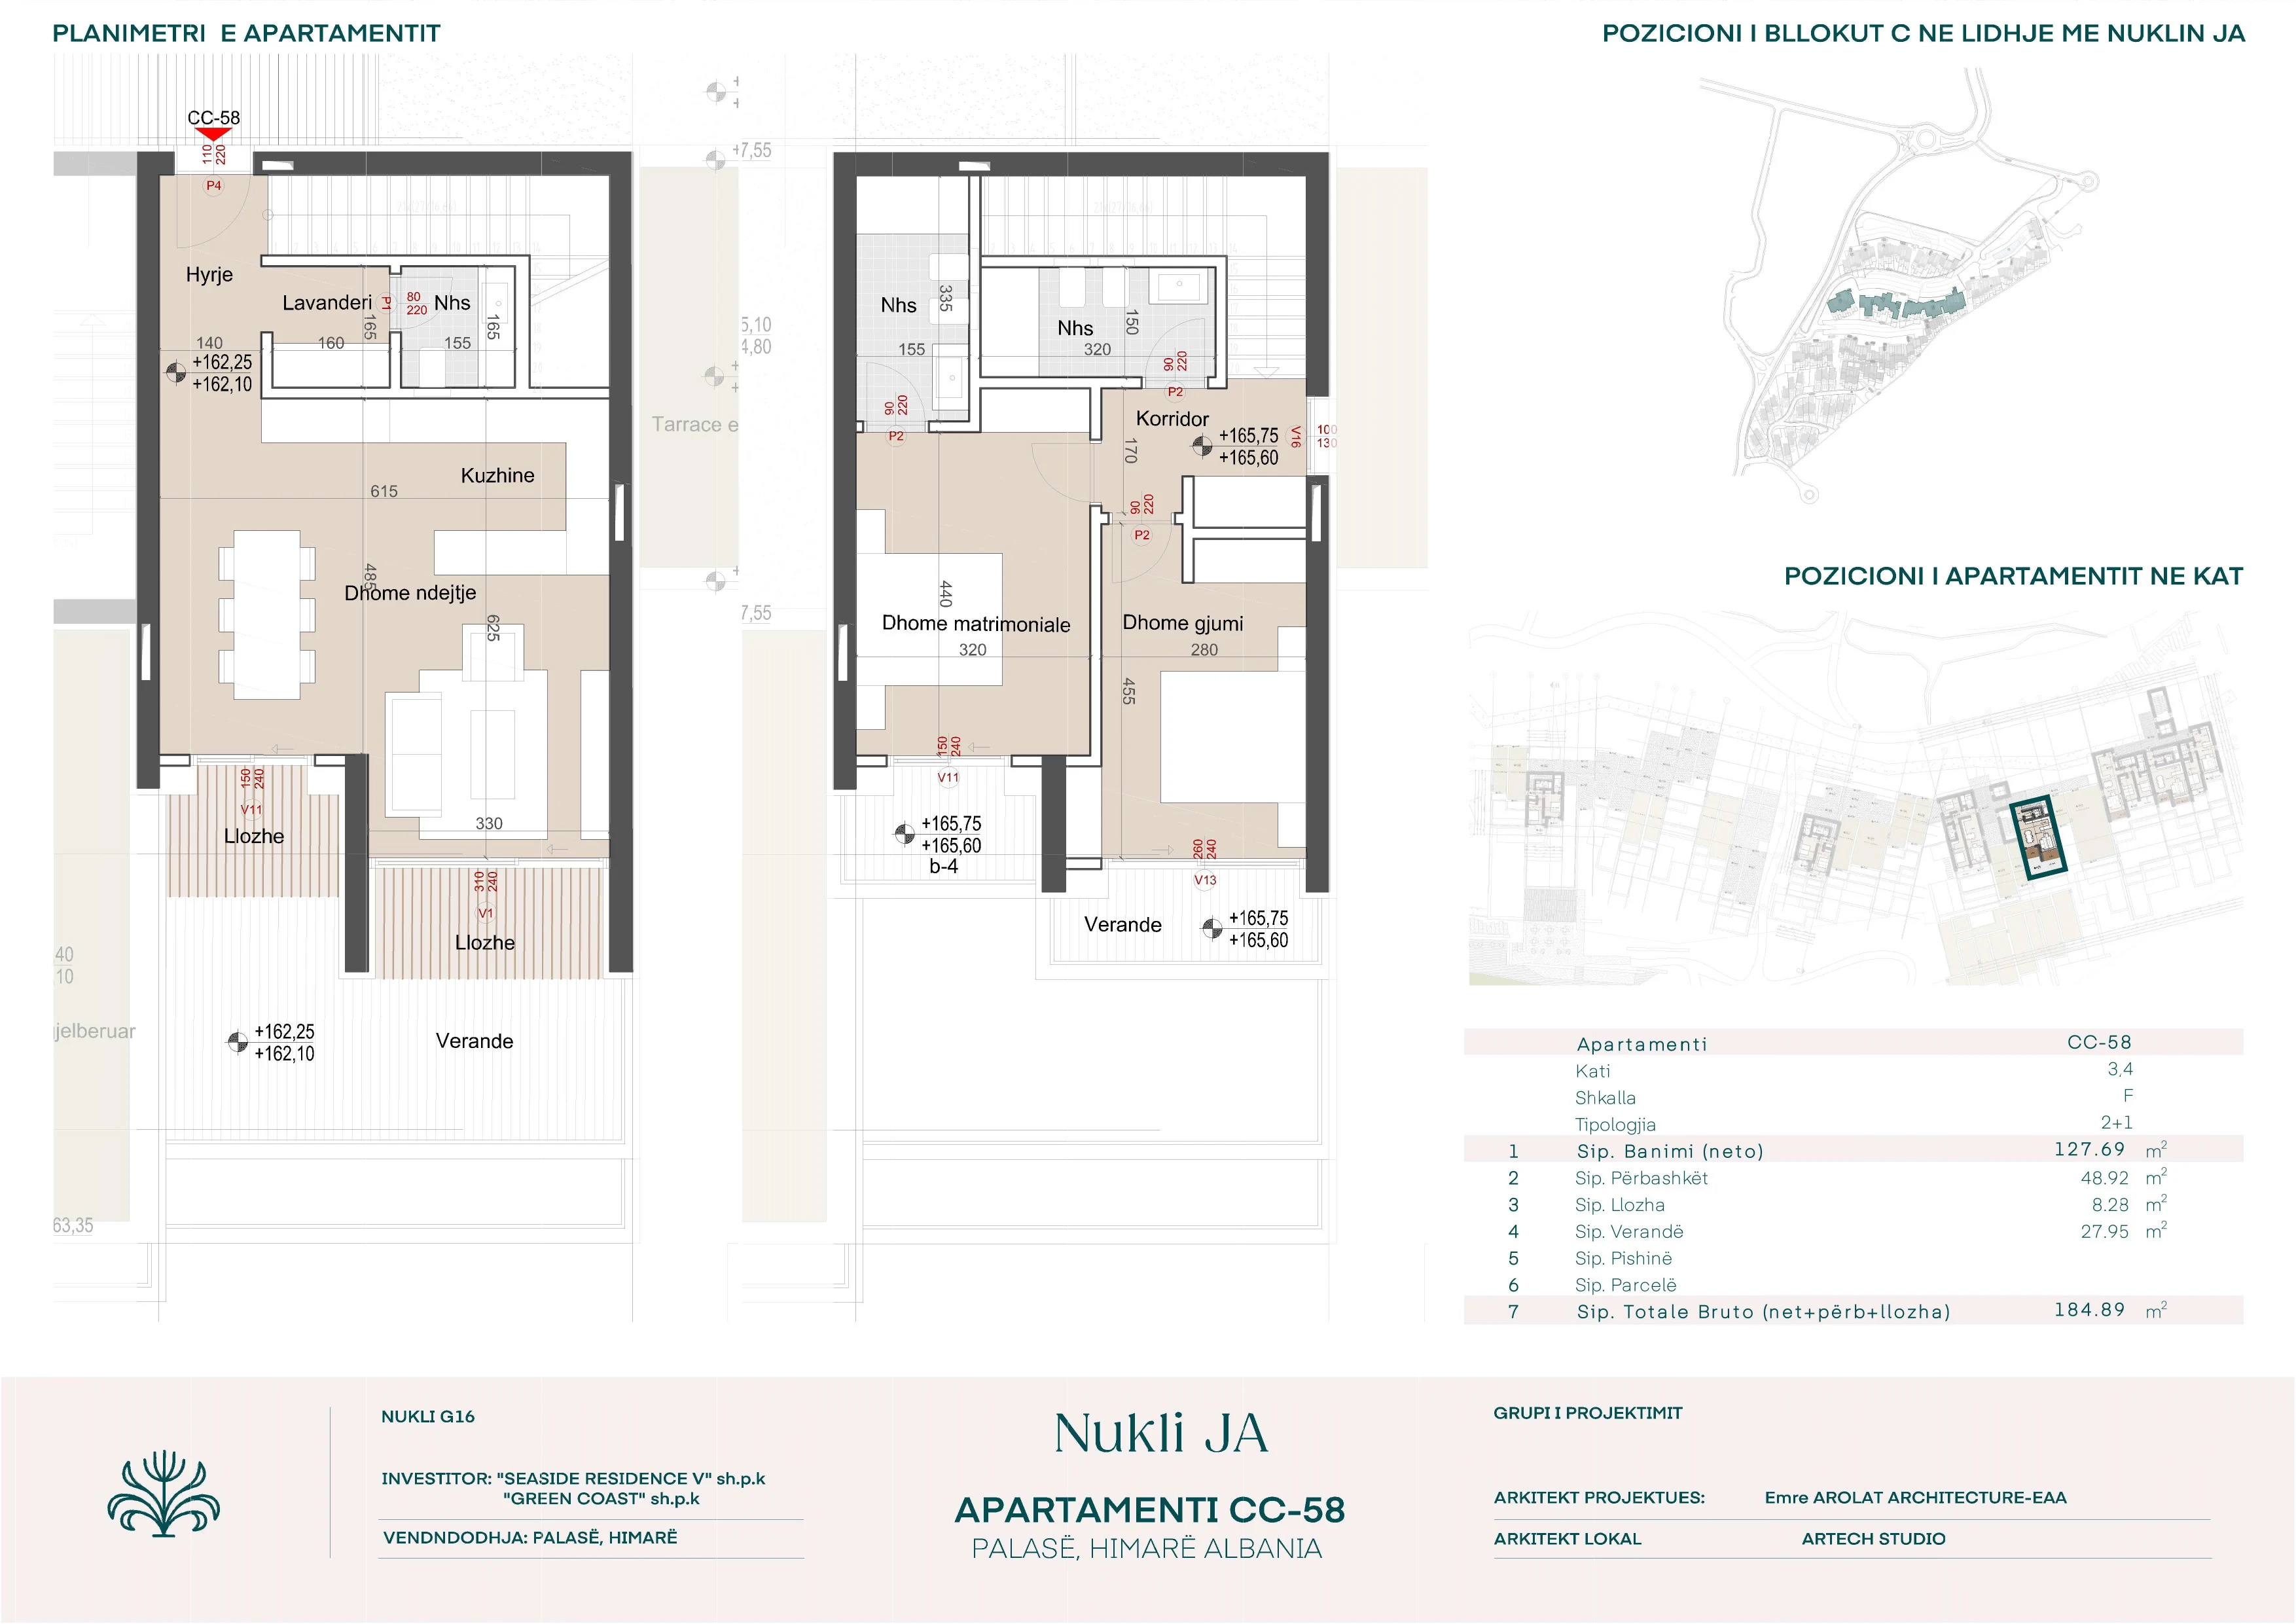 PLANIMETRI E APARTAMENTIT
POZICIONI I BLLOKUT C NE LIDHJE ME NUKLIN JA
CC-58
110
220
P4
Hyrje
Lavanderi
P1
80
220
Nhs
165
165
140
160
155
+162,25
+162,10
Kuzhine
615
485
Dhome ndejtje
625
330
150
240
V11
Llozhe
310
240
V1
Llozhe
+162,25
+162,10
Verande
40
10
jelberuar
63,35
+7,55
5,10
4,80
Tarrace e
7,55
Nhs
335
155
Nhs
150
320
90
220
P2
90
220
P2
Korridor
+165,75
+165,60
V16
100
130
170
90
220
P2
440
Dhome matrimoniale
320
Dhome gjumi
280
455
150
240
V11
+165,75
+165,60
b-4
260
240
V13
Verande
+165,75
+165,60
POZICIONI I APARTAMENTIT NE KAT
Apartamenti CC-58
Kati 3,4
Shkalla F
Tipologjia 2+1
1 Sip. Banimi (neto) 127.69 m²
2 Sip. Përbashkët 48.92 m²
3 Sip. Llozha 8.28 m²
4 Sip. Verandë 27.95 m²
5 Sip. Pishinë
6 Sip. Parcelë
7 Sip. Totale Bruto (net+përb+llozha) 184.89 m²
NUKLI G16
INVESTITOR: "SEASIDE RESIDENCE V" sh.p.k
"GREEN COAST" sh.p.k
VENDNDODHJA: PALASË, HIMARË
Nukli JA
APARTAMENTI CC-58
PALASË, HIMARË ALBANIA
GRUPI I PROJEKTIMIT
ARKITEKT PROJEKTUES: Emre AROLAT ARCHITECTURE-EAA
ARKITEKT LOKAL ARTECH STUDIO